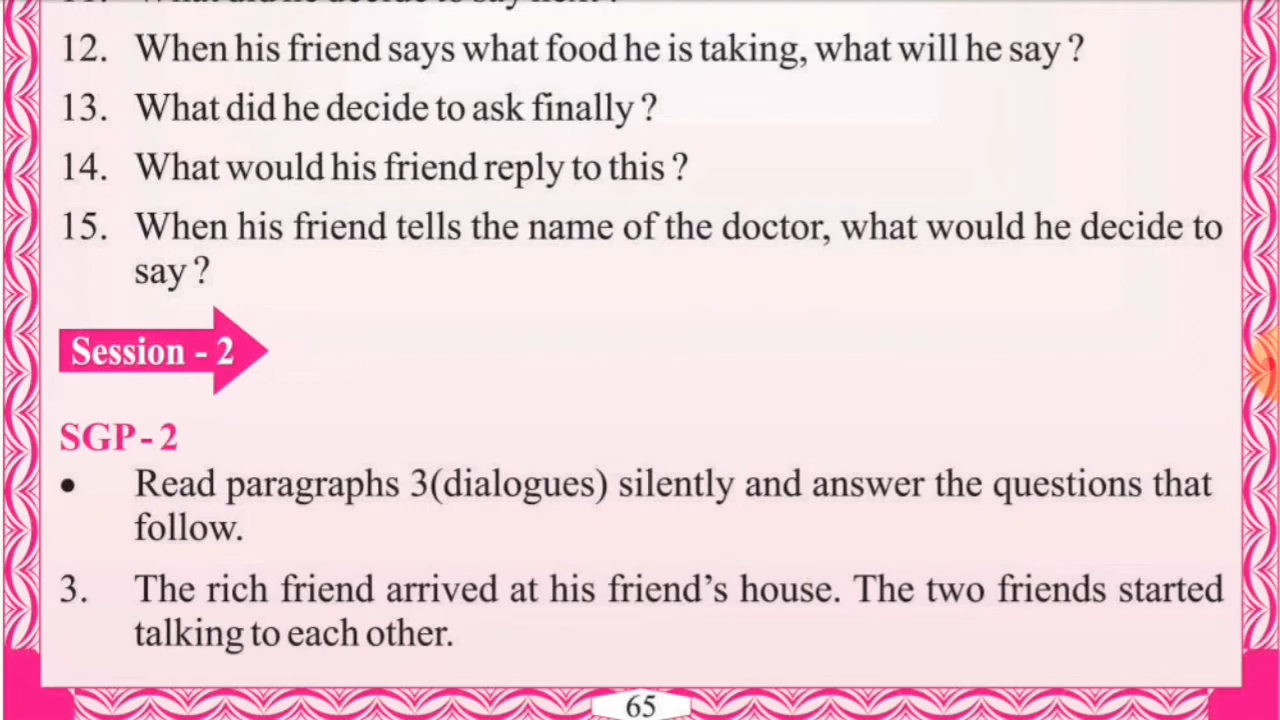 12. When his friend says what food he is taking, what will he say ?
13. What did he decide to ask finally ?
14. What would his friend reply to this ?
15. When his friend tells the name of the doctor, what would he decide to
say ?
Session - 2
SGP - 2
• Read paragraphs 3(dialogues) silently and answer the questions that
follow.
3. The rich friend arrived at his friend’s house. The two friends started
talking to each other.
65